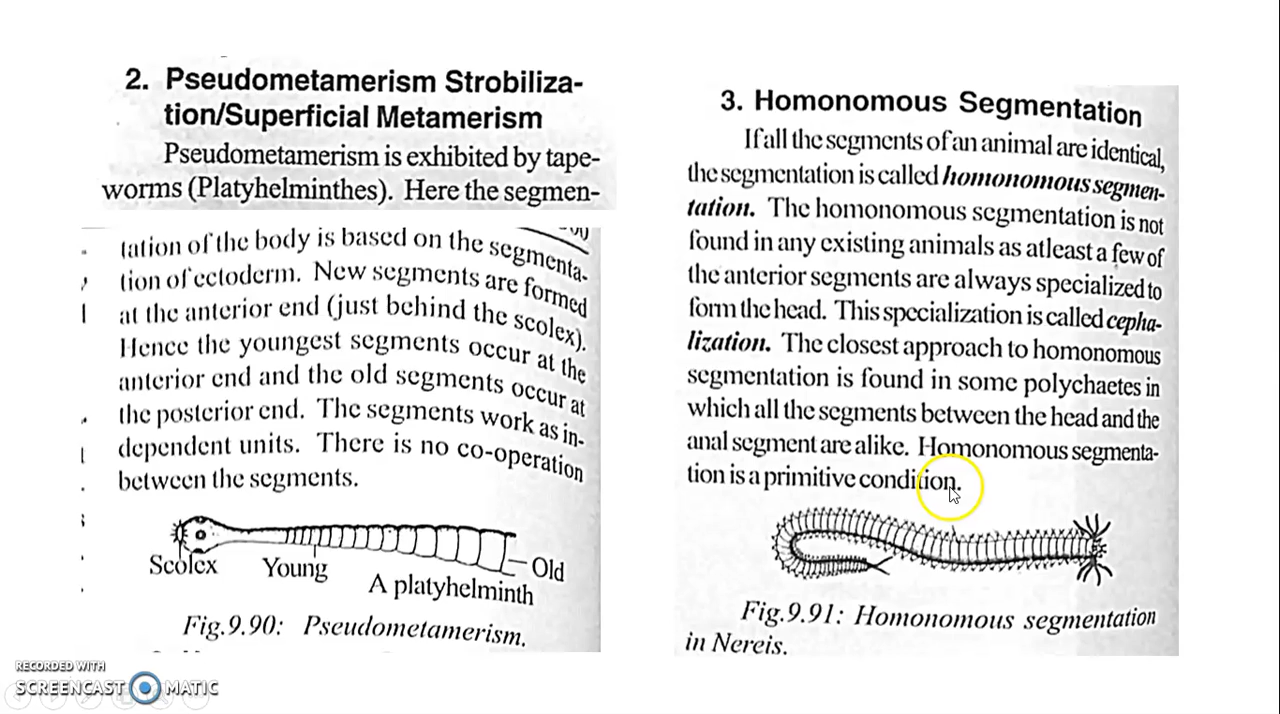 2. Pseudometamerism Strobiliza-
tion/Superficial Metamerism
Pseudometamerism is exhibited by tape-
worms (Platyhelminthes). Here the segmen-
tation of the body is based on the segmenta-
tion of ectoderm. New segments are formed
at the anterior end (just behind the scolex).
Hence the youngest segments occur at the
anterior end and the old segments occur at
the posterior end. The segments work as in-
dependent units. There is no co-operation
between the segments.
Scolex
Young
Old
A platyhelminth
Fig.9.90: Pseudometamerism.
3. Homonomous Segmentation
If all the segments of an animal are identical,
the segmentation is called homonomous segmen-
tation. The homonomous segmentation is not
found in any existing animals as atleast a few of
the anterior segments are always specialized to
form the head. This specialization is called cepha-
lization. The closest approach to homonomous
segmentation is found in some polychaetes in
which all the segments between the head and the
anal segment are alike. Homonomous segmenta-
tion is a primitive condition.
Fig.9.91: Homonomous segmentation
in Nereis.
RECORDED WITH
SCREENCAST MATIC